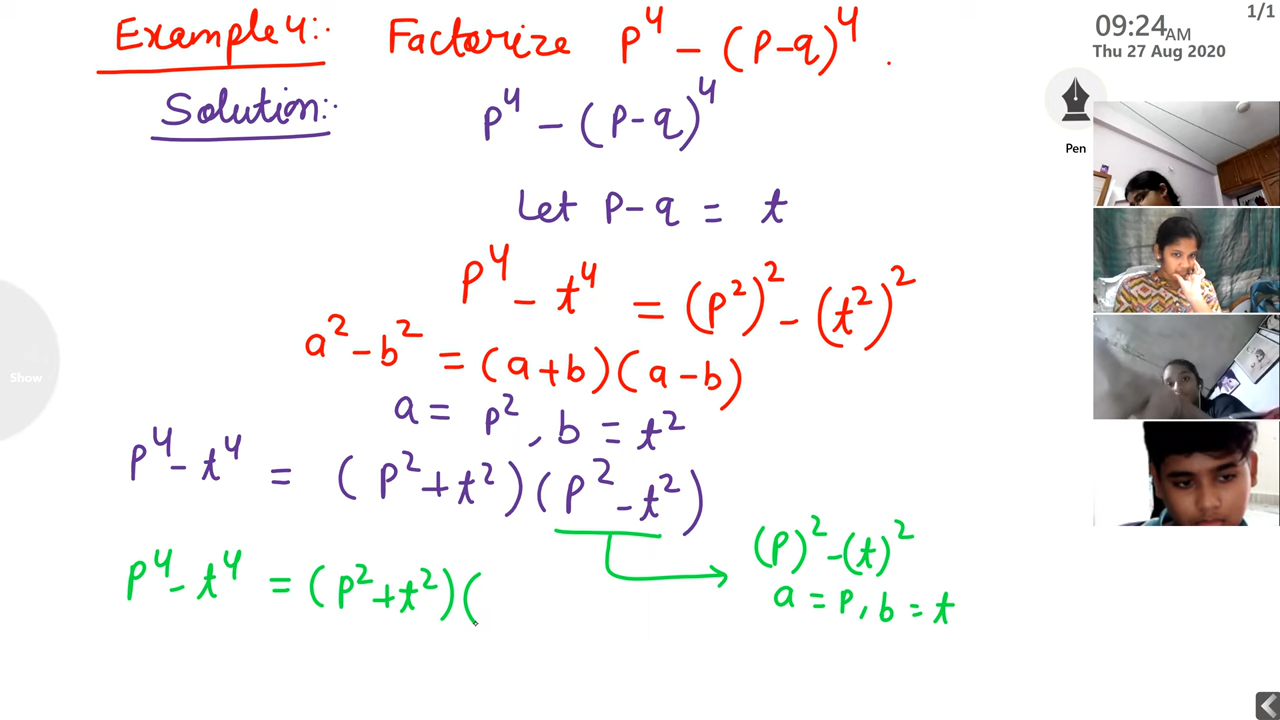 Example 4:- Factorize p⁴ - (p-q)⁴.
Solution:- p⁴ - (p-q)⁴
Let p-q = t
p⁴ - t⁴ = (p²)² - (t²)²
a² - b² = (a+b)(a-b)
a = p², b = t²
p⁴ - t⁴ = (p²+t²)(p²-t²)
(p)² - (t)²
a = p, b = t
p⁴ - t⁴ = (p²+t²)(
1/1
09:24AM
Thu 27 Aug 2020
Pen
Show